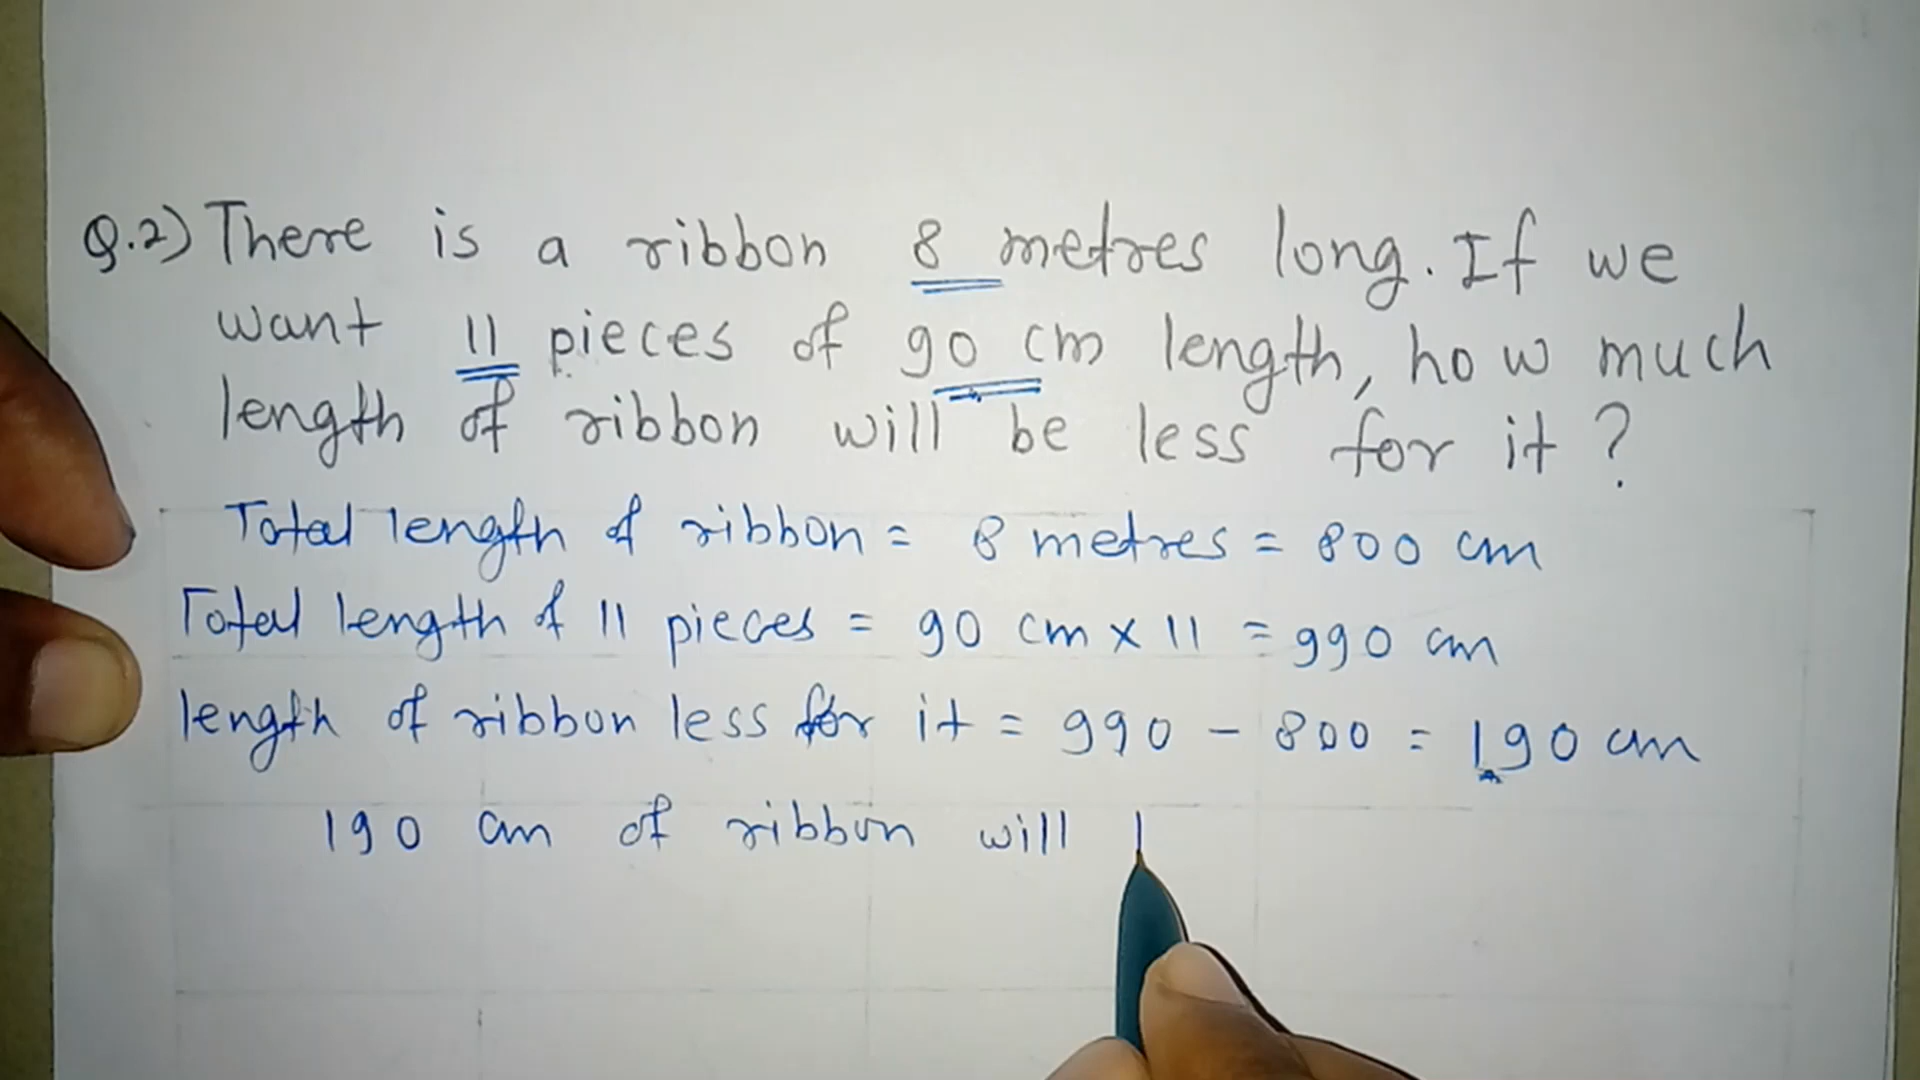 Q.2) There is a ribbon 8 metres long. If we
want 11 pieces of 90 cm length, how much
length of ribbon will be less for it?
Total length of ribbon = 8 metres = 800 cm
Total length of 11 pieces = 90 cm x 11 = 990 cm
length of ribbon less for it = 990 - 800 = 190 cm
190 cm of ribbon will